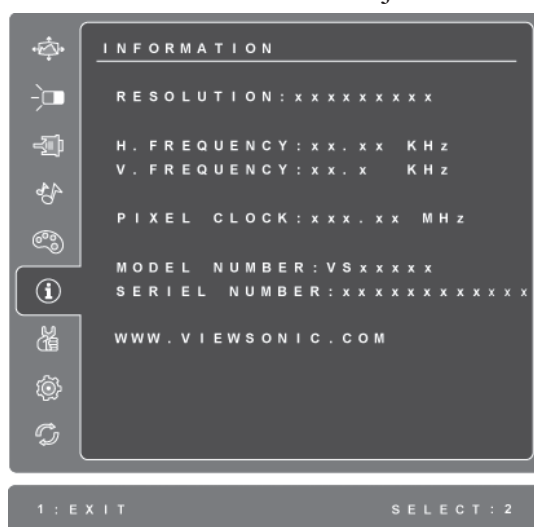 INFORMATION
RESOLUTION:xxxxxxxxx
H. FREQUENCY:xx.xx KHz
V. FREQUENCY:xx.x KHz
PIXEL CLOCK:xxx.xx MHz
MODEL NUMBER:VSxxxxx
SERIEL NUMBER:xxxxxxxxxxxx
WWW.VIEWSONIC.COM
1:EXIT SELECT:2